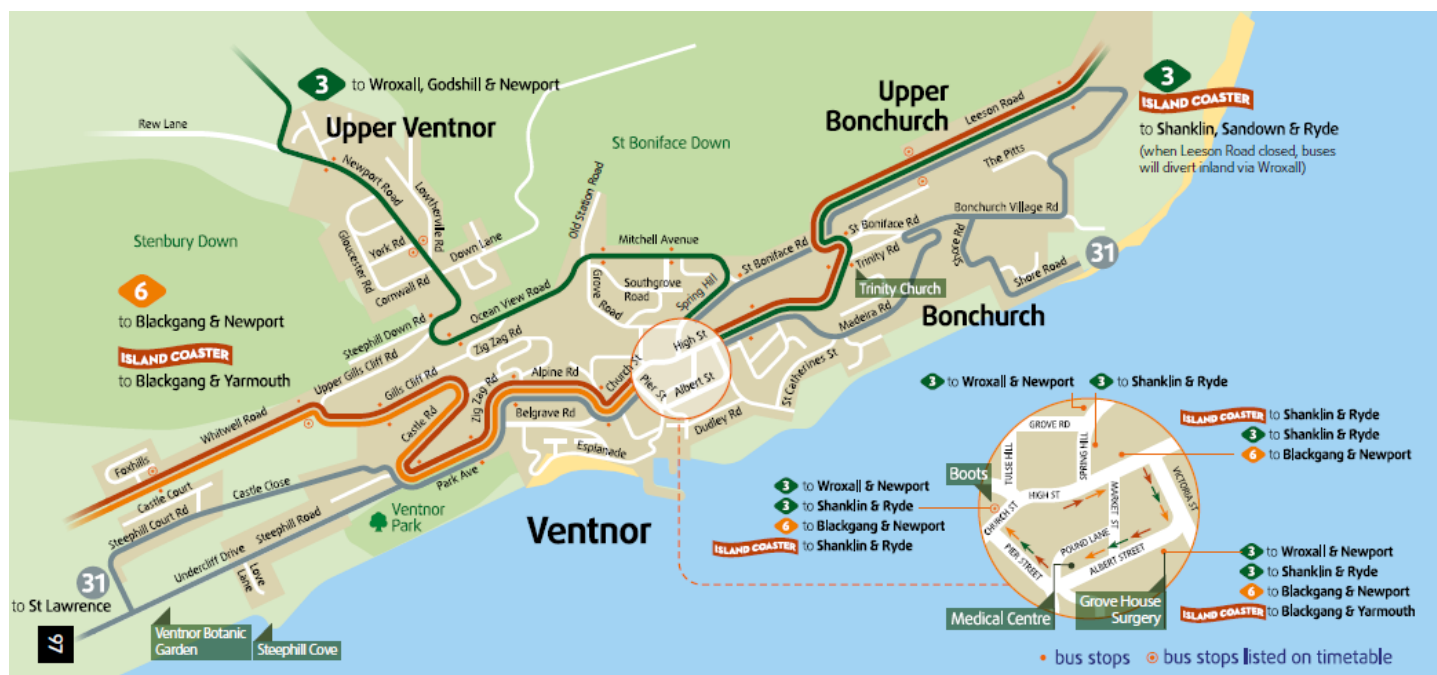 3 to Wroxall, Godshill & Newport
Rew Lane
Upper Ventnor
Newport Road
Lowtherville Rd
Gloucester Rd
York Rd
Cornwall Rd
Down Lane
Old Station Road
St Boniface Down
Stenbury Down
6
to Blackgang & Newport
ISLAND COASTER
to Blackgang & Yarmouth
Upper
Bonchurch
Leeson Road
3
ISLAND COASTER
to Shanklin, Sandown & Ryde
(when Leeson Road closed, buses
will divert inland via Wroxall)
The Pitts
Bonchurch Village Rd
St Boniface Rd
St Boniface Rd
Trinity Rd
Trinity Church
Shore Rd
Shore Road
31
Bonchurch
Madeira Rd
Mitchell Avenue
Grove Road
Southgrove
Road
Spring Hill
Ocean View Road
Steephill Down Rd
Upper Gills Cliff Rd
Zig Zag Rd
Gills Cliff Rd
Zig Zag Rd
Alpine Rd
Church St
High St
Pier St
Albert St
St Catherines St
Dudley Rd
Whitwell Road
Castle Rd
Belgrave Rd
Esplanade
Park Ave
Foxhills
Castle Court
Castle Close
Steephill Court Rd
Steephill Road
Undercliff Drive
Love
Lane
Ventnor
Park
Ventnor
31
to St Lawrence
97
Ventnor Botanic
Garden
Steephill Cove
3 to Wroxall & Newport
3 to Shanklin & Ryde
ISLAND COASTER to Shanklin & Ryde
3 to Shanklin & Ryde
6 to Blackgang & Newport
3 to Wroxall & Newport
3 to Shanklin & Ryde
6 to Blackgang & Newport
ISLAND COASTER to Shanklin & Ryde
Boots
GROVE RD
TULSE HILL
SPRING HILL
HIGH ST
CHURCH ST
MARKET ST
VICTORIA ST
POUND LANE
PIER STREET
ALBERT STREET
Medical Centre
Grove House
Surgery
3 to Wroxall & Newport
3 to Shanklin & Ryde
6 to Blackgang & Newport
ISLAND COASTER to Blackgang & Yarmouth
bus stops
bus stops listed on timetable